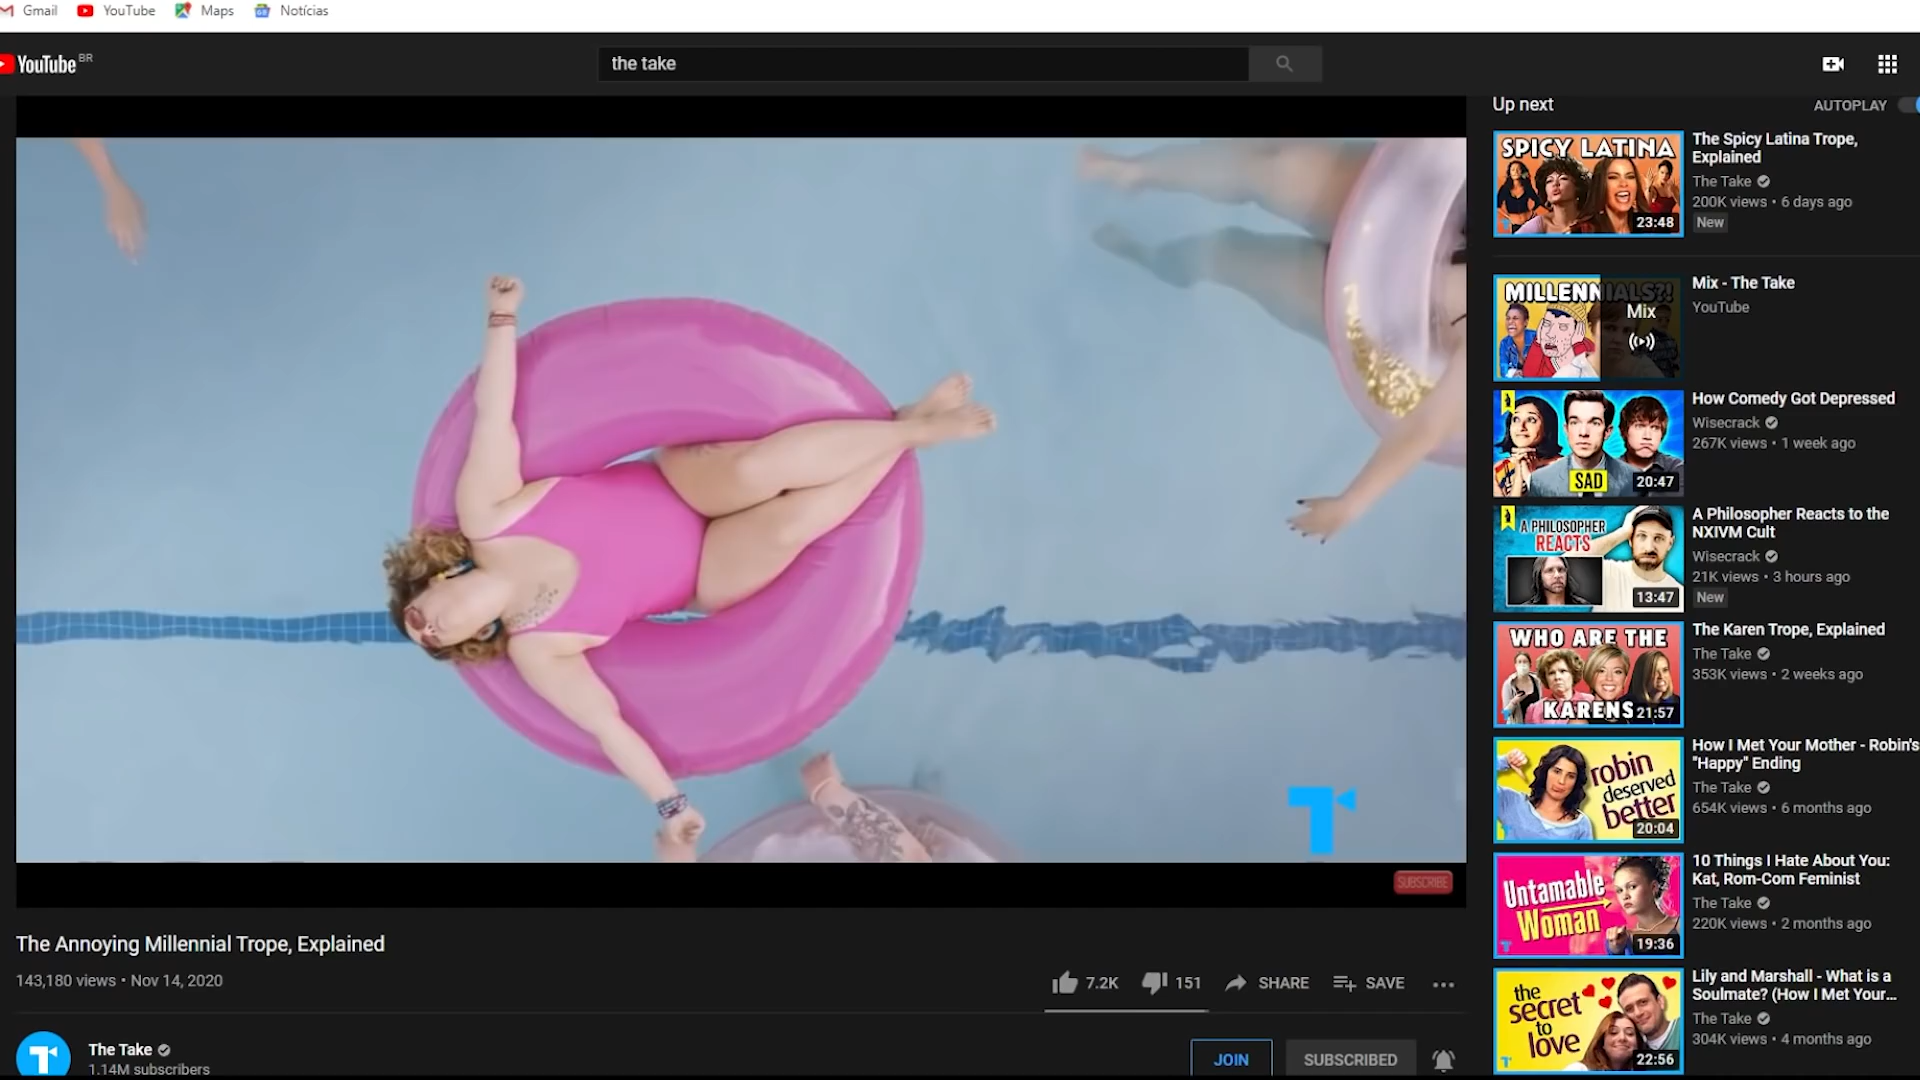 Gmail YouTube Maps Notícias
YouTube BR
the take
Up next
AUTOPLAY
SPICY LATINA
23:48
The Spicy Latina Trope,
Explained
The Take
200K views • 6 days ago
New
MILLENNIALS?!
Mix
Mix - The Take
YouTube
SAD
20:47
How Comedy Got Depressed
Wisecrack
267K views • 1 week ago
A PHILOSOPHER
REACTS
13:47
A Philosopher Reacts to the
NXIVM Cult
Wisecrack
21K views • 3 hours ago
New
WHO ARE THE
KARENS
21:57
The Karen Trope, Explained
The Take
353K views • 2 weeks ago
robin
deserved
better
20:04
How I Met Your Mother - Robin's
"Happy" Ending
The Take
654K views • 6 months ago
Untamable
Woman
19:36
10 Things I Hate About You:
Kat, Rom-Com Feminist
The Take
220K views • 2 months ago
the
secret
to
love
22:56
Lily and Marshall - What is a
Soulmate? (How I Met Your...
The Take
304K views • 4 months ago
SUBSCRIBE
The Annoying Millennial Trope, Explained
143,180 views • Nov 14, 2020
7.2K 151 SHARE SAVE
The Take
1.14M subscribers
JOIN SUBSCRIBED